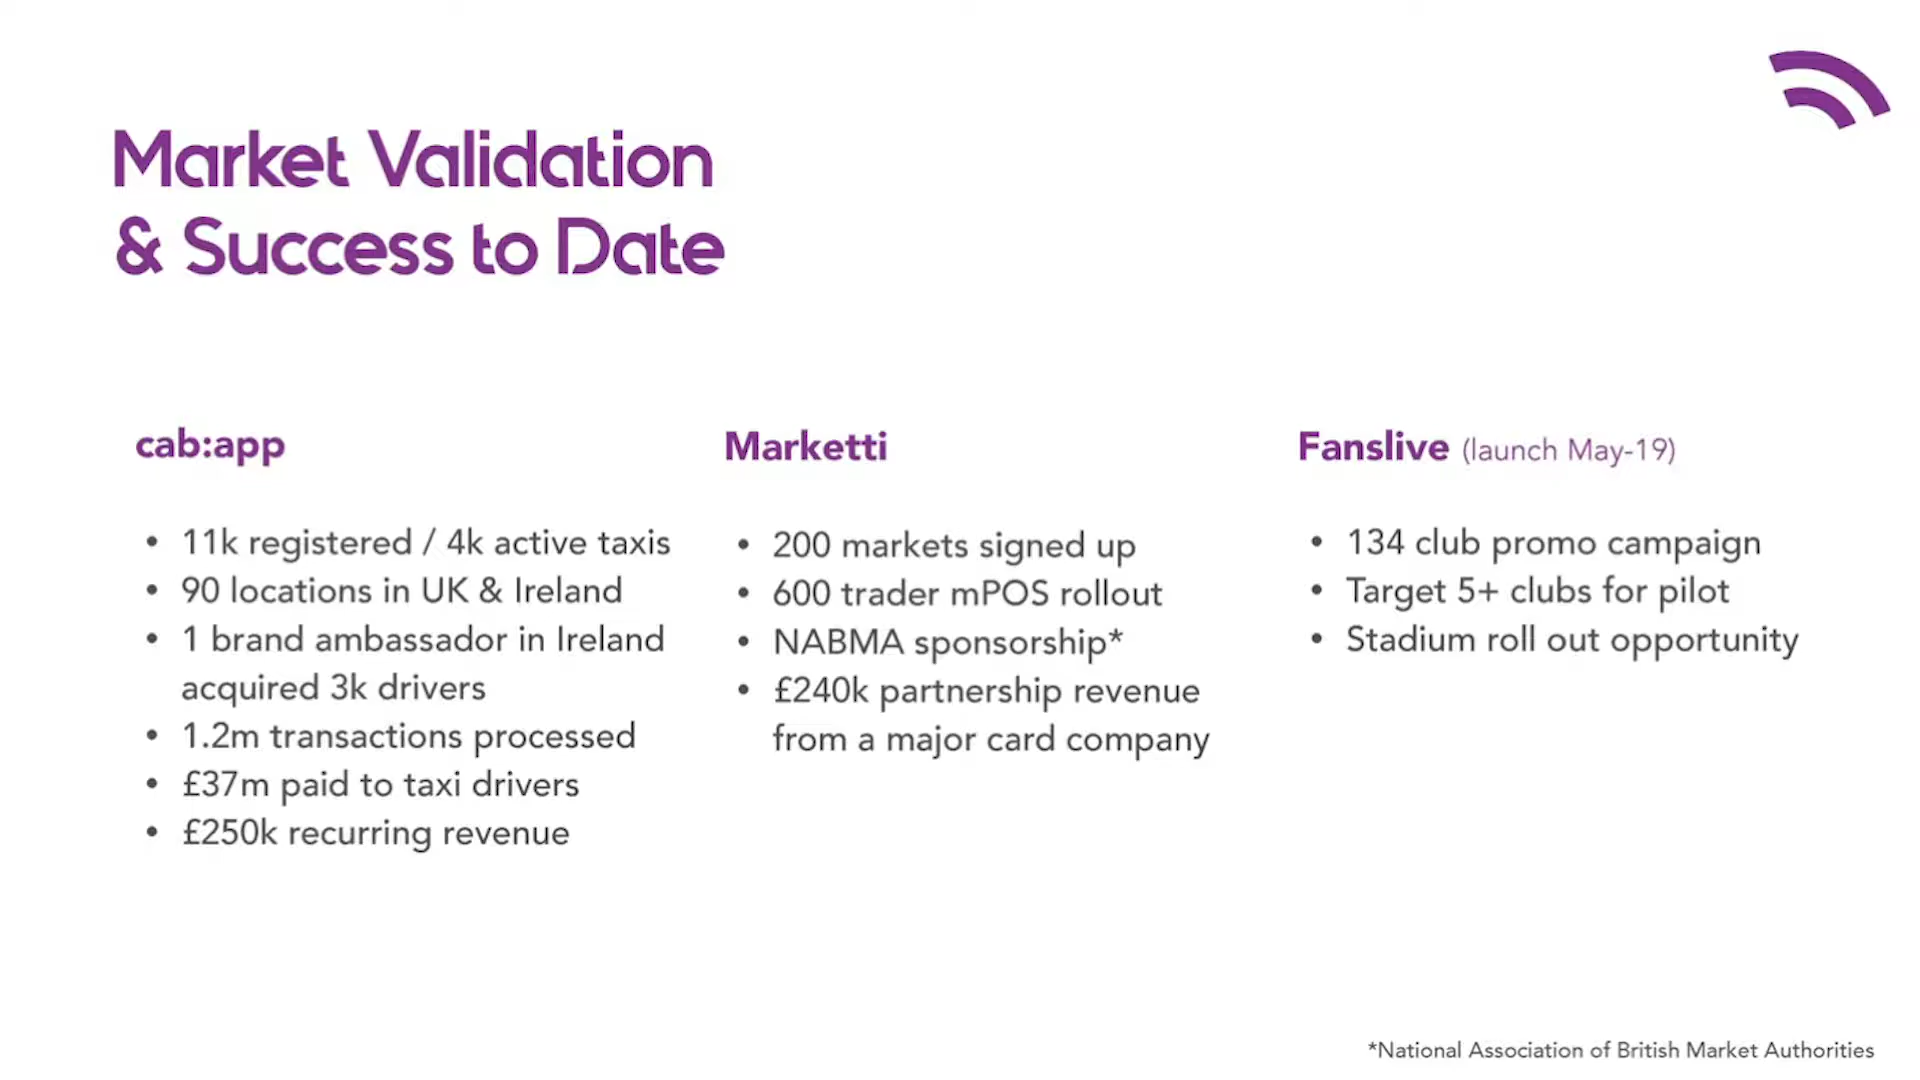 Market Validation
& Success to Date
cab:app
• 11k registered / 4k active taxis
• 90 locations in UK & Ireland
• 1 brand ambassador in Ireland
acquired 3k drivers
• 1.2m transactions processed
• £37m paid to taxi drivers
• £250k recurring revenue
Marketti
• 200 markets signed up
• 600 trader mPOS rollout
• NABMA sponsorship*
• £240k partnership revenue
from a major card company
Fanslive (launch May-19)
• 134 club promo campaign
• Target 5+ clubs for pilot
• Stadium roll out opportunity
*National Association of British Market Authorities